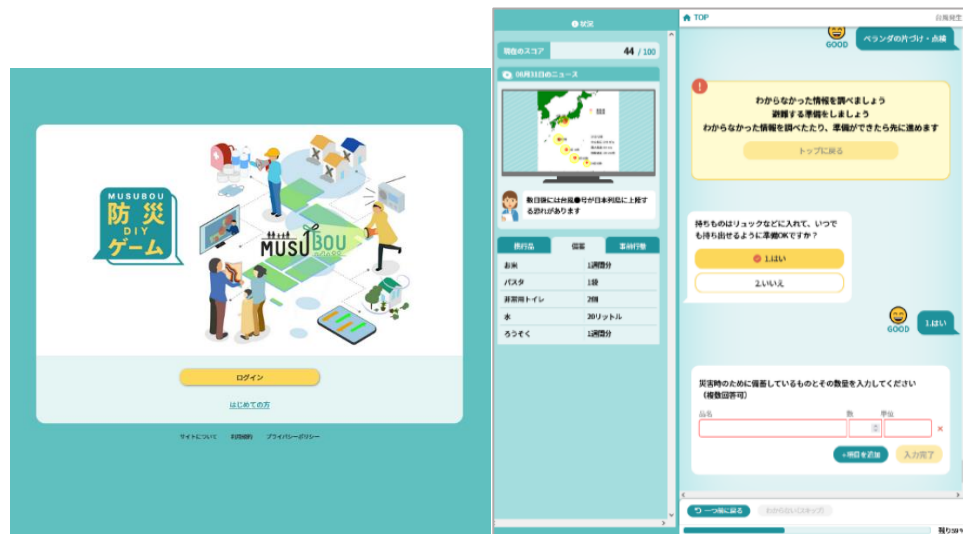 MUSUBOU
防災
DIY
ゲーム
MUSUBOU
ログイン
はじめての方
サイトについて 利用規約 プライバシーポリシー
状況
現在のスコア 44 / 100
08月31日のニュース
数日後には台風●号が日本列島に上陸す
る恐れがあります
携行品 備蓄 事前行動
お米 1週間分
パスタ 1袋
非常用トイレ 2個
水 20リットル
ろうそく 1週間分
TOP
台風発生
GOOD
ベランダの片づけ・点検
わからなかった情報を調べましょう
避難する準備をしましょう
わからなかった情報を調べたり、準備ができたら先に進めます
トップに戻る
持ちものはリュックなどに入れて、いつで
も持ち出せるように準備OKですか？
1.はい
2.いいえ
GOOD
1.はい
災害時のために備蓄しているものとその数量を入力してください
（複数回答可）
品名 数 単位
+項目を追加 入力完了
一つ前に戻る わからない(スキップ)
残り59%